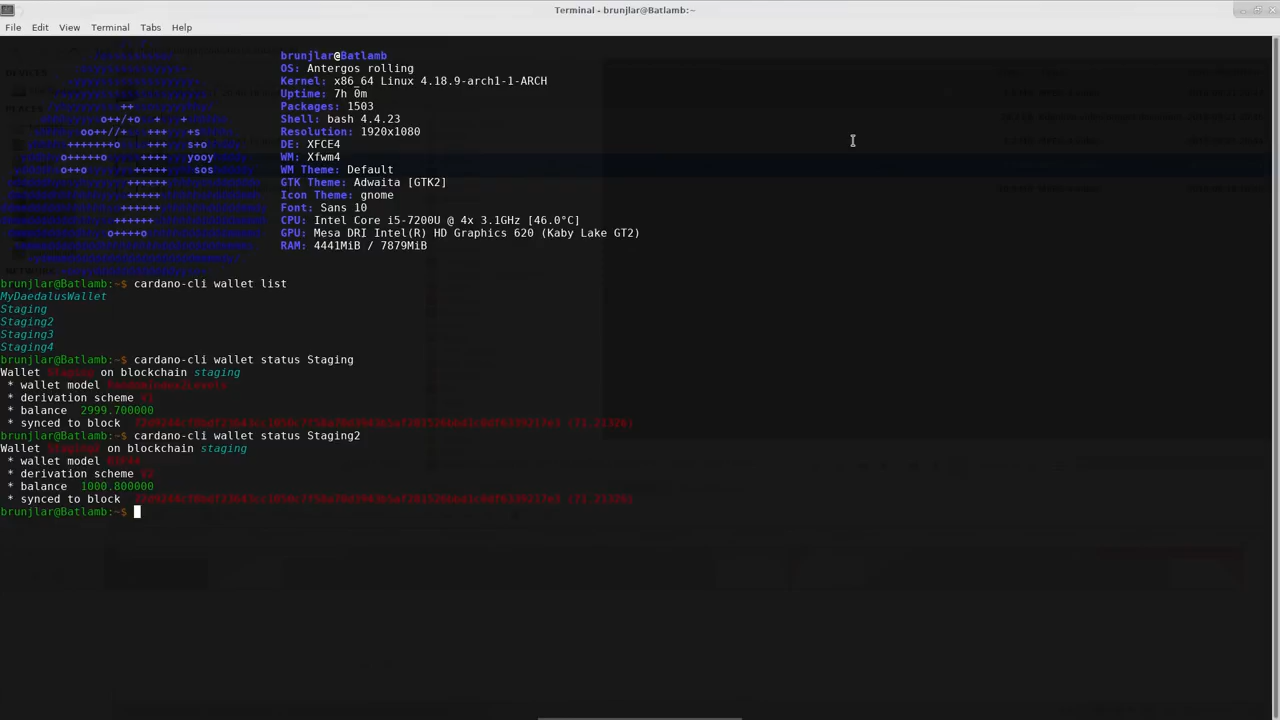 Terminal - brunjlar@Batlamb:~
File Edit View Terminal Tabs Help
brunjlar@Batlamb
OS: Antergos rolling
Kernel: x86_64 Linux 4.18.9-arch1-1-ARCH
Uptime: 7h 0m
Packages: 1503
Shell: bash 4.4.23
Resolution: 1920x1080
DE: XFCE4
WM: Xfwm4
WM Theme: Default
GTK Theme: Adwaita [GTK2]
Icon Theme: gnome
Font: Sans 10
CPU: Intel Core i5-7200U @ 4x 3.1GHz [46.0°C]
GPU: Mesa DRI Intel(R) HD Graphics 620 (Kaby Lake GT2)
RAM: 4441MiB / 7879MiB
brunjlar@Batlamb:~$ cardano-cli wallet list
MyDaedalusWallet
Staging
Staging2
Staging3
Staging4
brunjlar@Batlamb:~$ cardano-cli wallet status Staging
Wallet Staging on blockchain staging
* wallet model RandomIndex2Levels
* derivation scheme v1
* balance 2999.700000
* synced to block
brunjlar@Batlamb:~$ cardano-cli wallet status Staging2
Wallet Staging2 on blockchain staging
* wallet model
* derivation scheme v2
* balance 1000.800000
* synced to block
brunjlar@Batlamb:~$